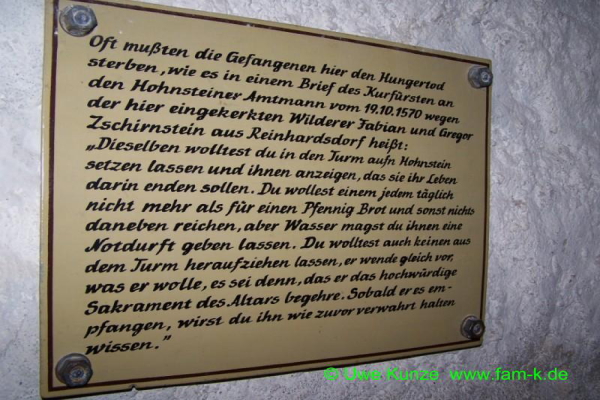 Oft mußten die Gefangenen hier den Hungertod
sterben, wie es in einem Brief des Kurfürsten an
den Hohnsteiner Amtmann vom 19.10.1570 wegen
der hier eingekerkten Wilderer Fabian und Gregor
Zschirnstein aus Reinhardsdorf heißt:
„Dieselben wolltest du in den Turm aufn Hohnstein
setzen lassen und ihnen anzeigen, das sie ihr Leben
darin enden sollen. Du wollest einem jedem täglich
nicht mehr als für einen Pfennig Brot und sonst nichts
daneben reichen, aber Wasser magst du ihnen eine
Notdurft geben lassen. Du wolltest auch keinen aus
dem Turm heraufziehen lassen, er wende gleich vor,
was er wolle, es sei denn, das er das hochwürdige
Sakrament des Altars begehre. Sobald er es em-
pfangen, wirst du ihn wie zuvor verwahrt halten
wissen.”
© Uwe Kunze www.fam-k.de